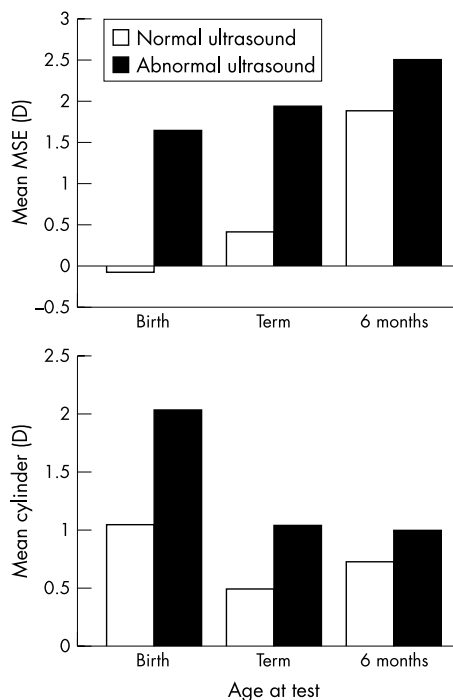 3
Normal ultrasound
Abnormal ultrasound
2.5
2
1.5
1
0.5
0
–0.5
Mean MSE (D)
Birth Term 6 months
2.5
2
1.5
1
0.5
0
Mean cylinder (D)
Birth Term 6 months
Age at test